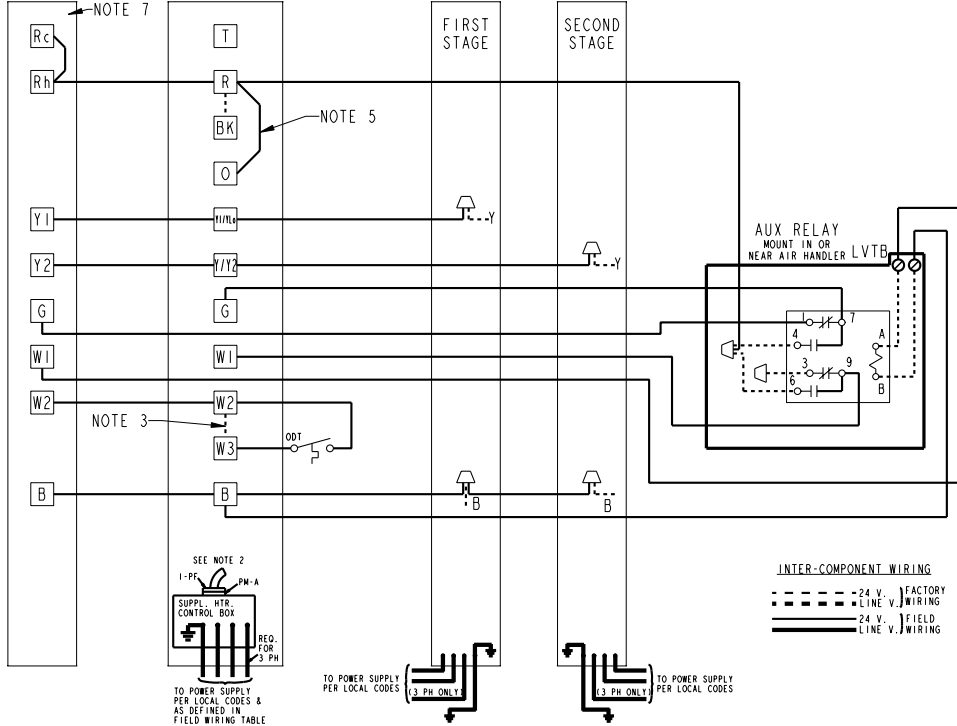 NOTE 7
FIRST
STAGE
SECOND
STAGE
Rc
T
Rh
R
BK
NOTE 5
O
Y1
Y1/YLo
Y
Y2
Y/Y2
Y
AUX RELAY
MOUNT IN OR
NEAR AIR HANDLER
LVTB
G
G
1
7
4
A
3
9
6
B
W1
W1
W2
W2
NOTE 3
ODT
W3
B
B
B
B
SEE NOTE 2
1-PF
PM-A
SUPPL. HTR.
CONTROL BOX
REQ.
FOR
3 PH
TO POWER SUPPLY
PER LOCAL CODES &
AS DEFINED IN
FIELD WIRING TABLE
TO POWER SUPPLY
PER LOCAL CODES
(3 PH ONLY)
(3 PH ONLY)
TO POWER SUPPLY
PER LOCAL CODES
INTER-COMPONENT WIRING
24 V.
LINE V.
FACTORY
WIRING
24 V.
LINE V.
FIELD
WIRING